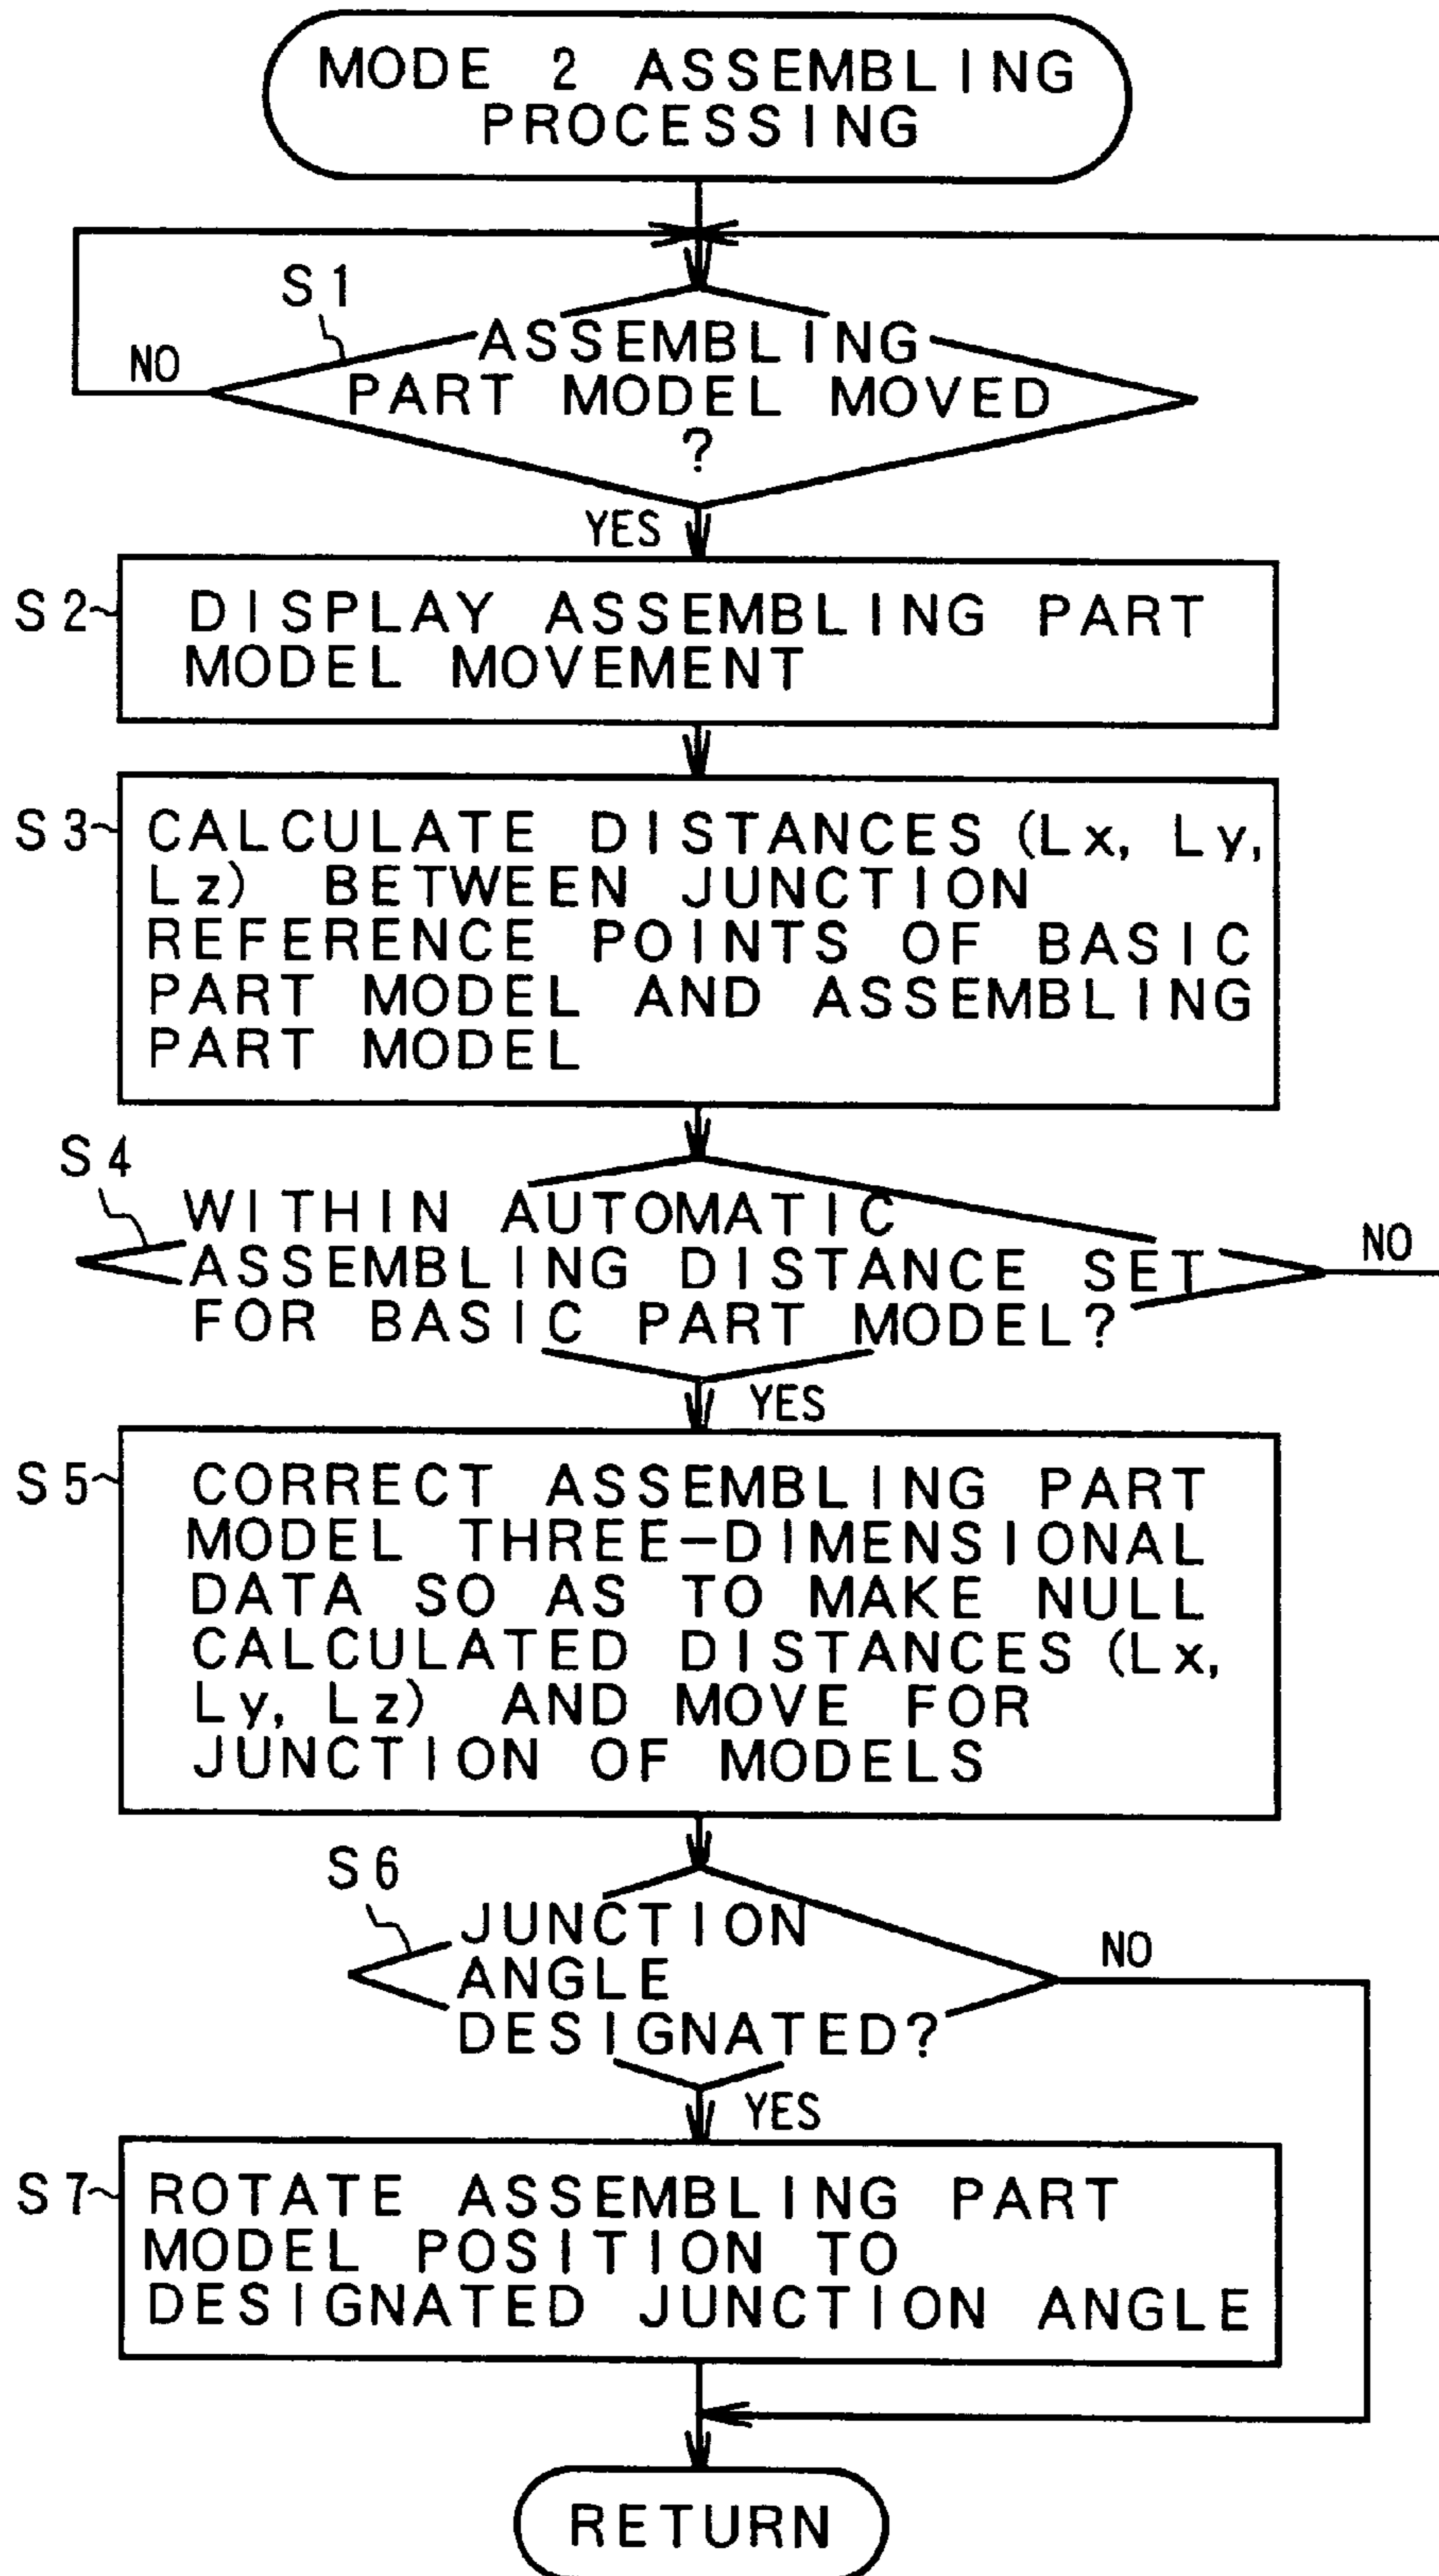 MODE 2 ASSEMBLING
PROCESSING
S1
NO
ASSEMBLING
PART MODEL MOVED
?
YES
S2
DISPLAY ASSEMBLING PART
MODEL MOVEMENT
S3
CALCULATE DISTANCES (Lx, Ly,
Lz) BETWEEN JUNCTION
REFERENCE POINTS OF BASIC
PART MODEL AND ASSEMBLING
PART MODEL
S4
WITHIN AUTOMATIC
ASSEMBLING DISTANCE SET
FOR BASIC PART MODEL?
NO
YES
S5
CORRECT ASSEMBLING PART
MODEL THREE-DIMENSIONAL
DATA SO AS TO MAKE NULL
CALCULATED DISTANCES (Lx,
Ly, Lz) AND MOVE FOR
JUNCTION OF MODELS
S6
JUNCTION
ANGLE
DESIGNATED?
NO
YES
S7
ROTATE ASSEMBLING PART
MODEL POSITION TO
DESIGNATED JUNCTION ANGLE
RETURN